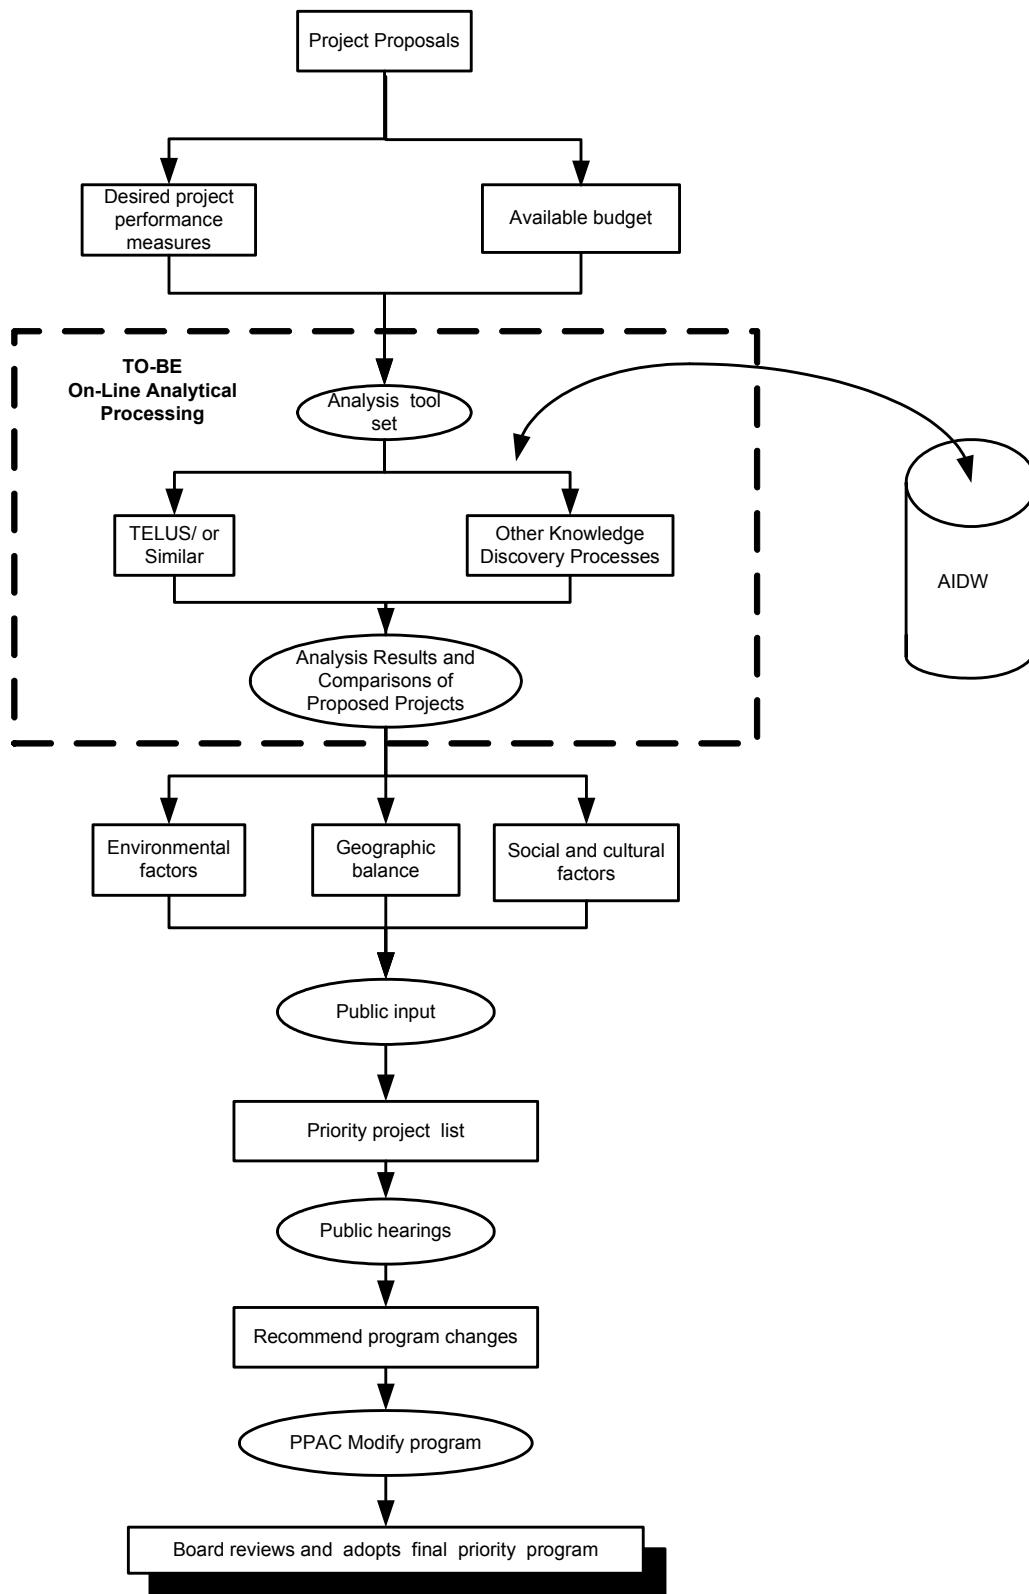 Project Proposals
Desired project
performance
measures
Available budget
TO-BE
On-Line Analytical
Processing
Analysis tool
set
TELUS/ or
Similar
Other Knowledge
Discovery Processes
AIDW
Analysis Results and
Comparisons of
Proposed Projects
Environmental
factors
Geographic
balance
Social and cultural
factors
Public input
Priority project list
Public hearings
Recommend program changes
PPAC Modify program
Board reviews and adopts final priority program